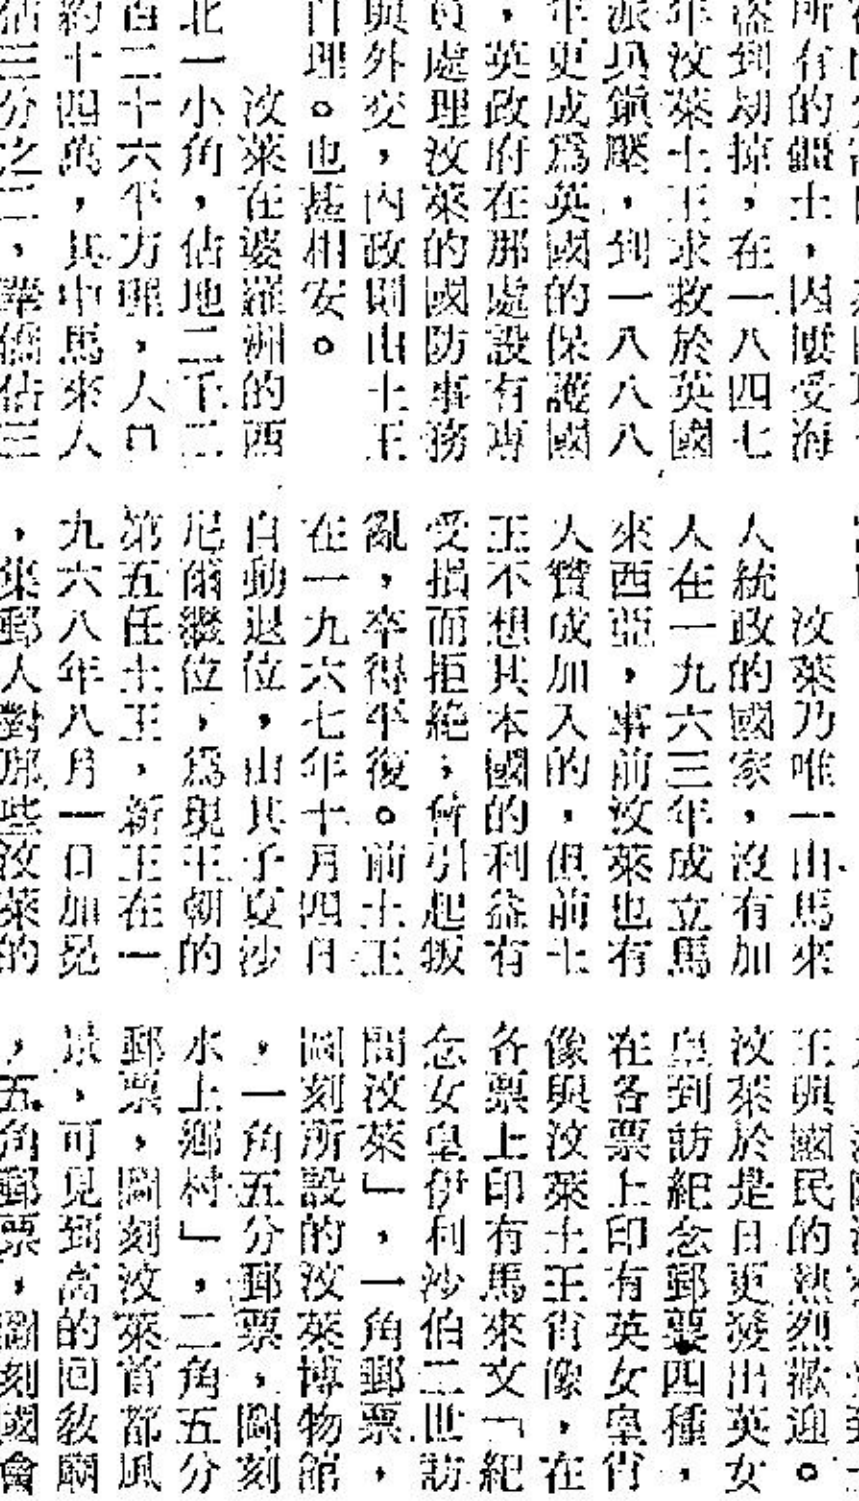 所有的疆土，因屢受海
盜到刧掠，在一八四七
年汶萊土王求救於英國
派兵鎭壓，到一八八八
年更成爲英國的保護國
，英政府在那處設有專
員處理汶萊的國防事務
與外交，內政則由土王
自理。也甚相安。
汶萊在婆羅洲的西
北一小角，佔地二千二
百二十六平方哩，人口
約十四萬，其中馬來人
佔三分之二，華僑佔三
汶萊乃唯一由馬來
人統政的國家，沒有加
人在一九六三年成立馬
來西亞，事前汶萊也有
人贊成加入的，但前土
王不想其本國的利益有
受損而拒絕；曾引起叛
亂，卒得平復。前土王
在一九六七年十月四日
自動退位，由其子夏沙
尼爾繼位，爲現王朝的
第五任土王，新王在一
九六八年八月一日加冕
，集郵人對那些汶萊的
王與國民的熱烈歡迎。
汶萊於是日更發出英女
皇到訪紀念郵票四種，
在各票上印有英女皇肖
像與汶萊土王肖像，在
各票上印有馬來文「紀
念女皇伊利沙伯二世訪
問汶萊」，一角郵票，
圖刻所設的汶萊博物館
，一角五分郵票，圖刻
水上鄉村」，二角五分
郵票，圖刻汶萊首都風
景，可見到高的回敎廟
，五角郵票，圖刻國會